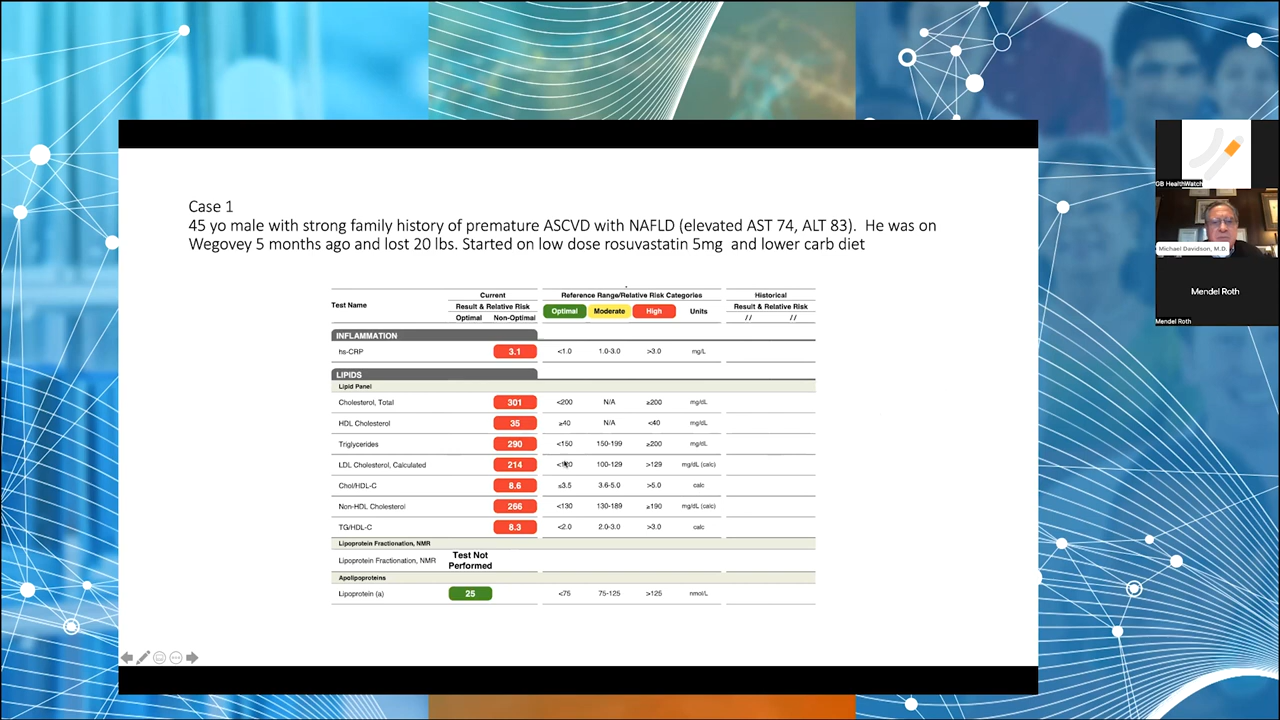 Case 1
45 yo male with strong family history of premature ASCVD with NAFLD (elevated AST 74, ALT 83). He was on
Wegovey 5 months ago and lost 20 lbs. Started on low dose rosuvastatin 5mg and lower carb diet
Test Name
Current
Result & Relative Risk
Optimal Non-Optimal
Reference Range/Relative Risk Categories
Optimal Moderate High Units
Historical
Result & Relative Risk
/ / / /
INFLAMMATION
hs-CRP 3.1 <1.0 1.0-3.0 >3.0 mg/L
LIPIDS
Lipid Panel
Cholesterol, Total 301 <200 N/A ≥200 mg/dL
HDL Cholesterol 35 ≥40 N/A <40 mg/dL
Triglycerides 290 <150 150-199 ≥200 mg/dL
LDL Cholesterol, Calculated 214 100-129 >129 mg/dL (calc)
Chol/HDL-C 8.6 ≤3.5 3.6-5.0 >5.0 calc
Non-HDL Cholesterol 266 <130 130-189 ≥190 mg/dL (calc)
TG/HDL-C 8.3 <2.0 2.0-3.0 >3.0 calc
Lipoprotein Fractionation, NMR
Lipoprotein Fractionation, NMR Test Not
Performed
Apolipoproteins
Lipoprotein (a) 25 <75 75-125 >125 nmol/L
GB HealthWatch
Michael Davidson, M.D.
Mendel Roth
Mendel Roth